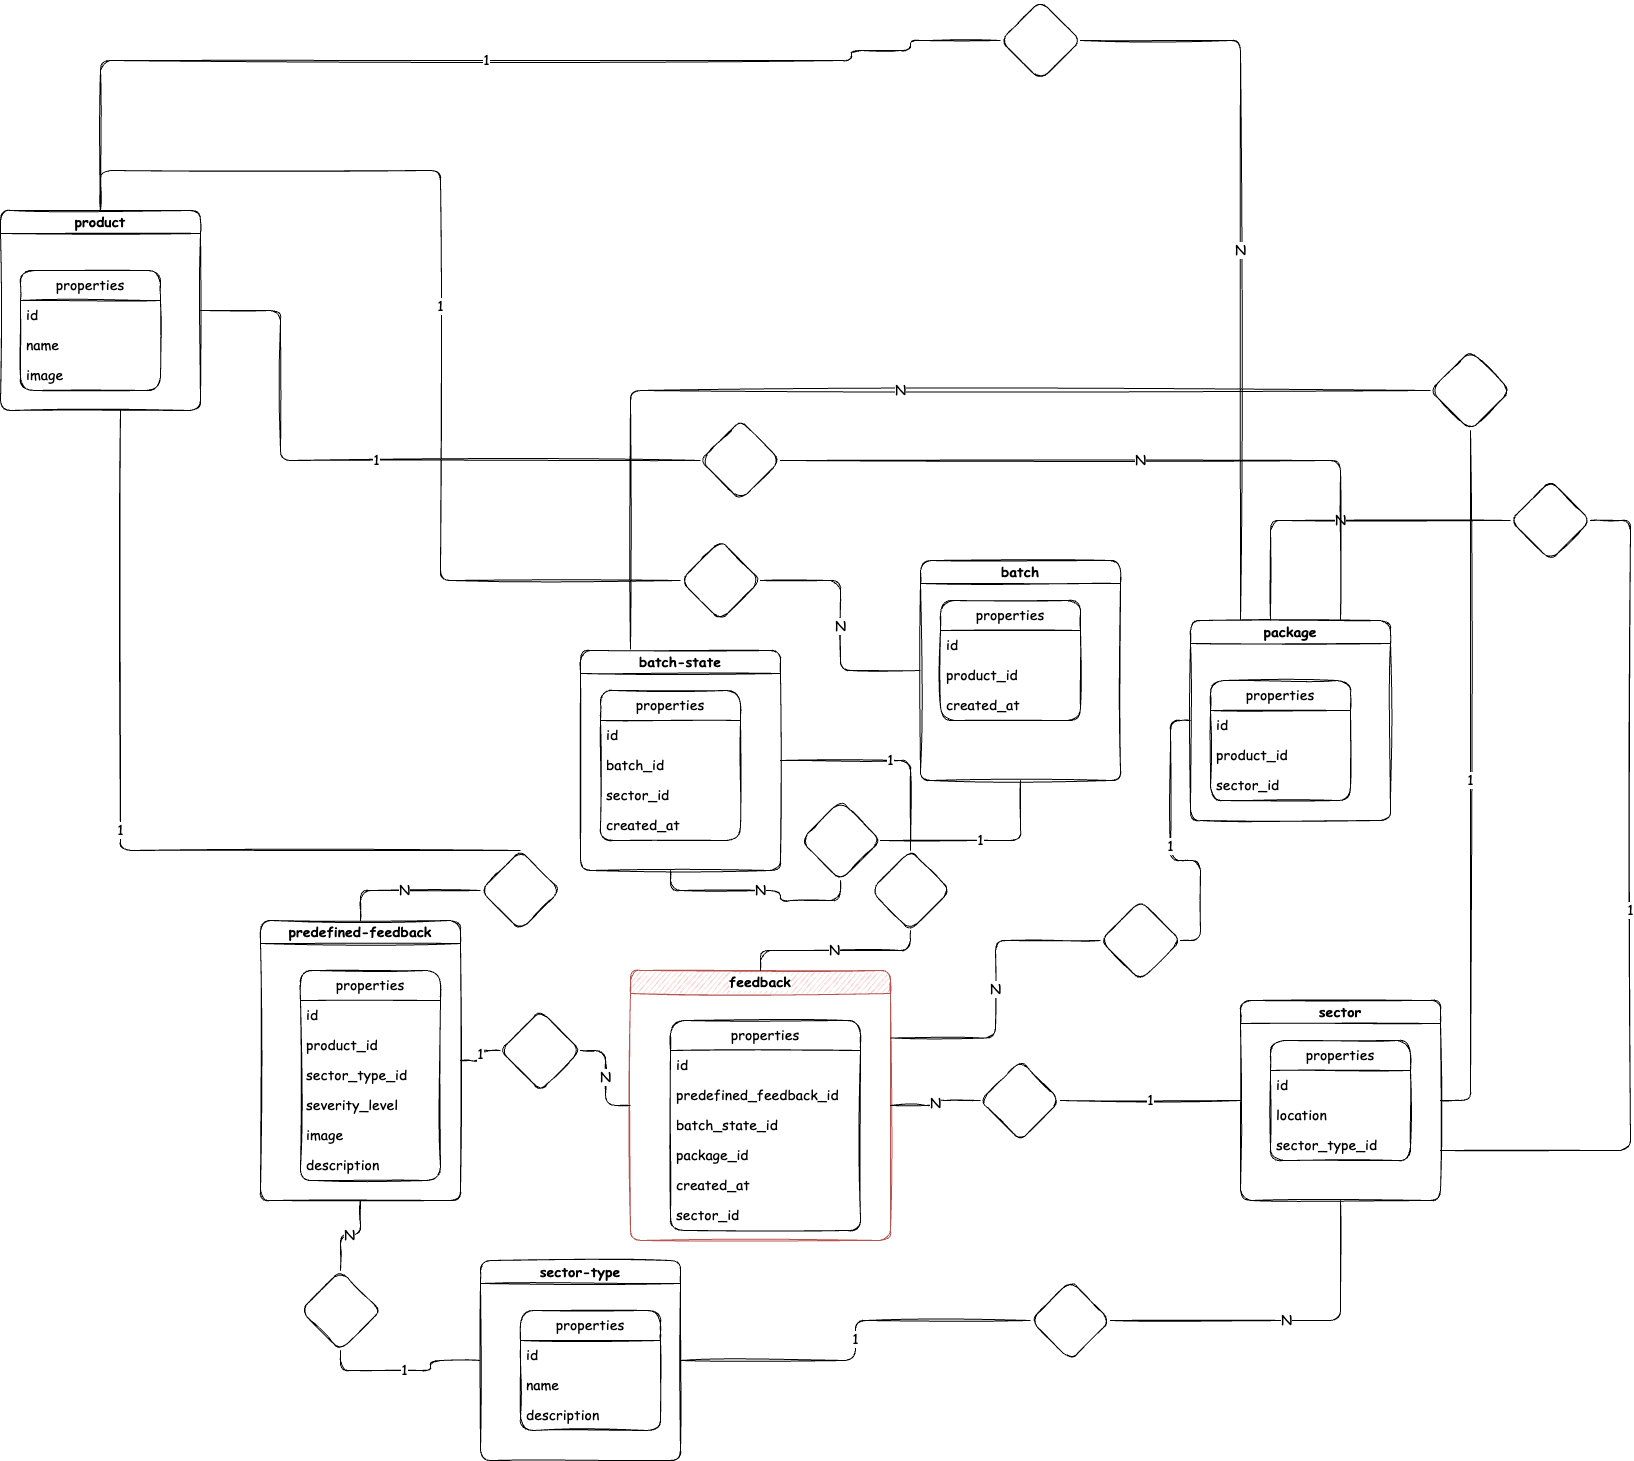 1
product
properties
id
name
image
1
N
N
1
N
N
N
batch
properties
id
product_id
created_at
package
properties
id
product_id
sector_id
batch-state
properties
id
batch_id
sector_id
created_at
1
1
1
1
1
N
N
predefined-feedback
properties
id
product_id
sector_type_id
severity_level
image
description
1
N
N
feedback
properties
id
predefined_feedback_id
batch_state_id
package_id
created_at
sector_id
N
N
1
1
sector
properties
id
location
sector_type_id
N
1
sector-type
properties
id
name
description
1
N